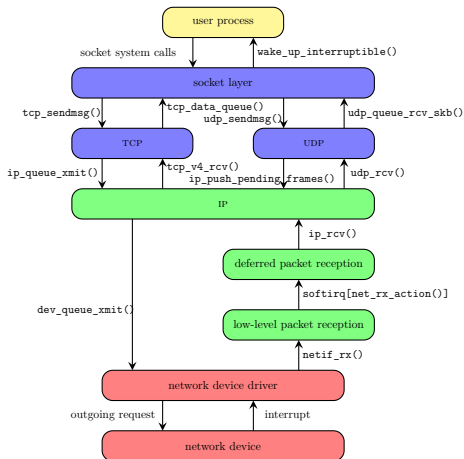 user process
socket system calls
wake_up_interruptible()
socket layer
tcp_sendmsg()
tcp_data_queue()
udp_sendmsg()
udp_queue_rcv_skb()
TCP
UDP
ip_queue_xmit()
tcp_v4_rcv()
ip_push_pending_frames()
udp_rcv()
IP
ip_rcv()
deferred packet reception
softirq[net_rx_action()]
dev_queue_xmit()
low-level packet reception
netif_rx()
network device driver
outgoing request
interrupt
network device